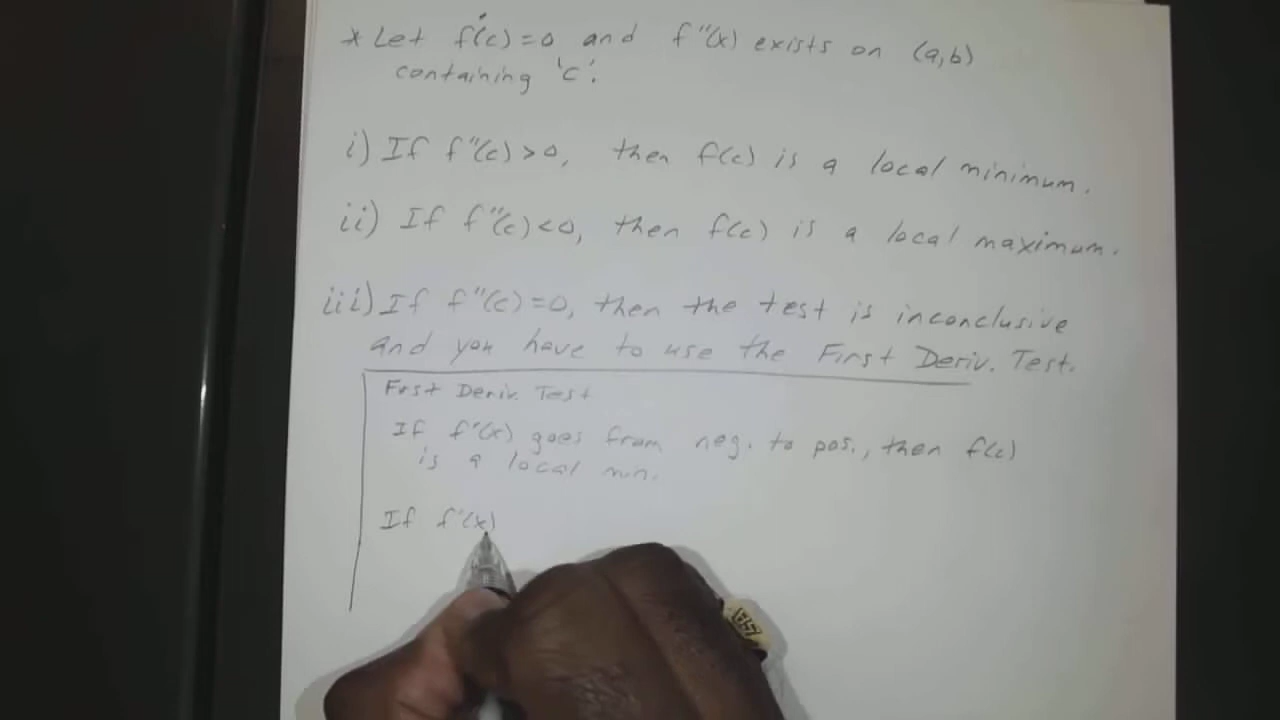 * Let f'(c)=0 and f"(x) exists on (a,b)
containing 'c'.
i) If f"(c)>0, then f(c) is a local minimum.
ii) If f"(c)<0, then f(c) is a local maximum.
iii) If f"(c)=0, then the test is inconclusive
and you have to use the First Deriv. Test.
First Deriv. Test
If f'(x) goes from neg. to pos., then f(c)
is a local min.
If f'(x)